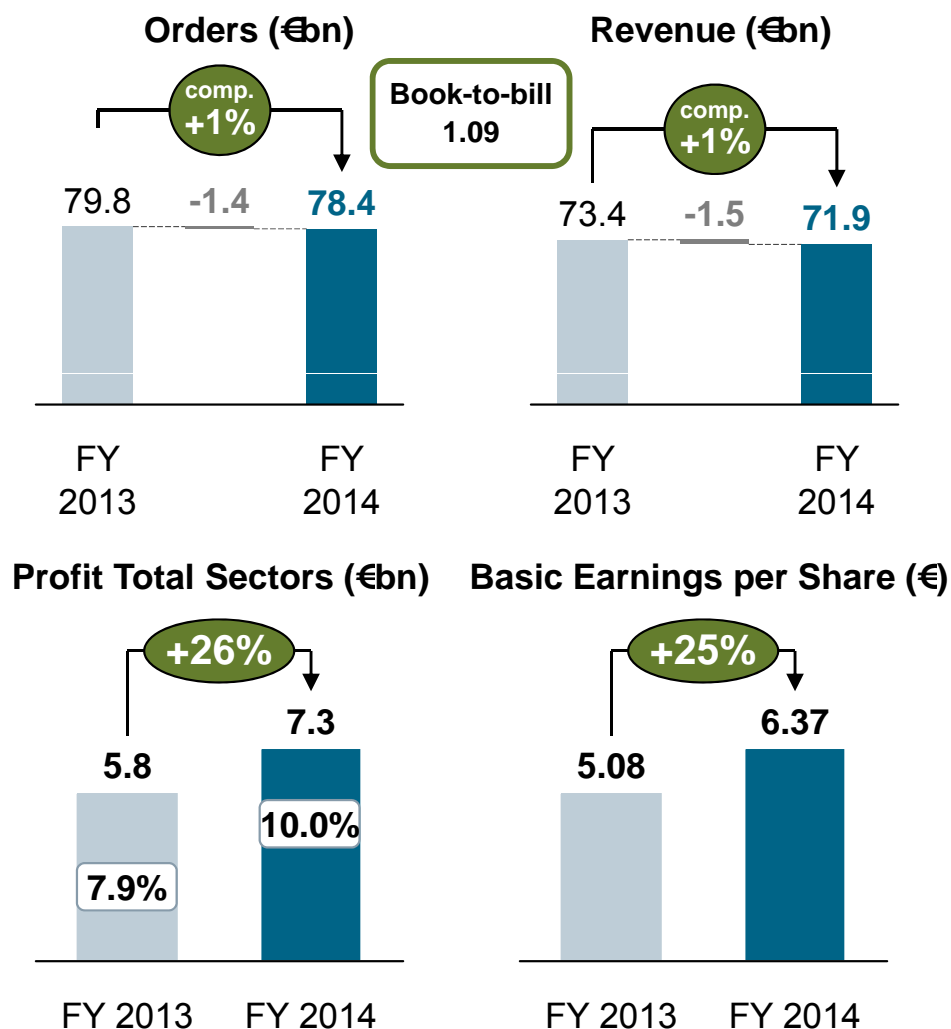 Orders (€bn)
comp.
+1%
79.8
-1.4
78.4
FY
2013
FY
2014
Book-to-bill
1.09
Revenue (€bn)
comp.
+1%
73.4
-1.5
71.9
FY
2013
FY
2014
Profit Total Sectors (€bn)
+26%
5.8
7.3
7.9%
10.0%
FY 2013
FY 2014
Basic Earnings per Share (€)
+25%
5.08
6.37
FY 2013
FY 2014